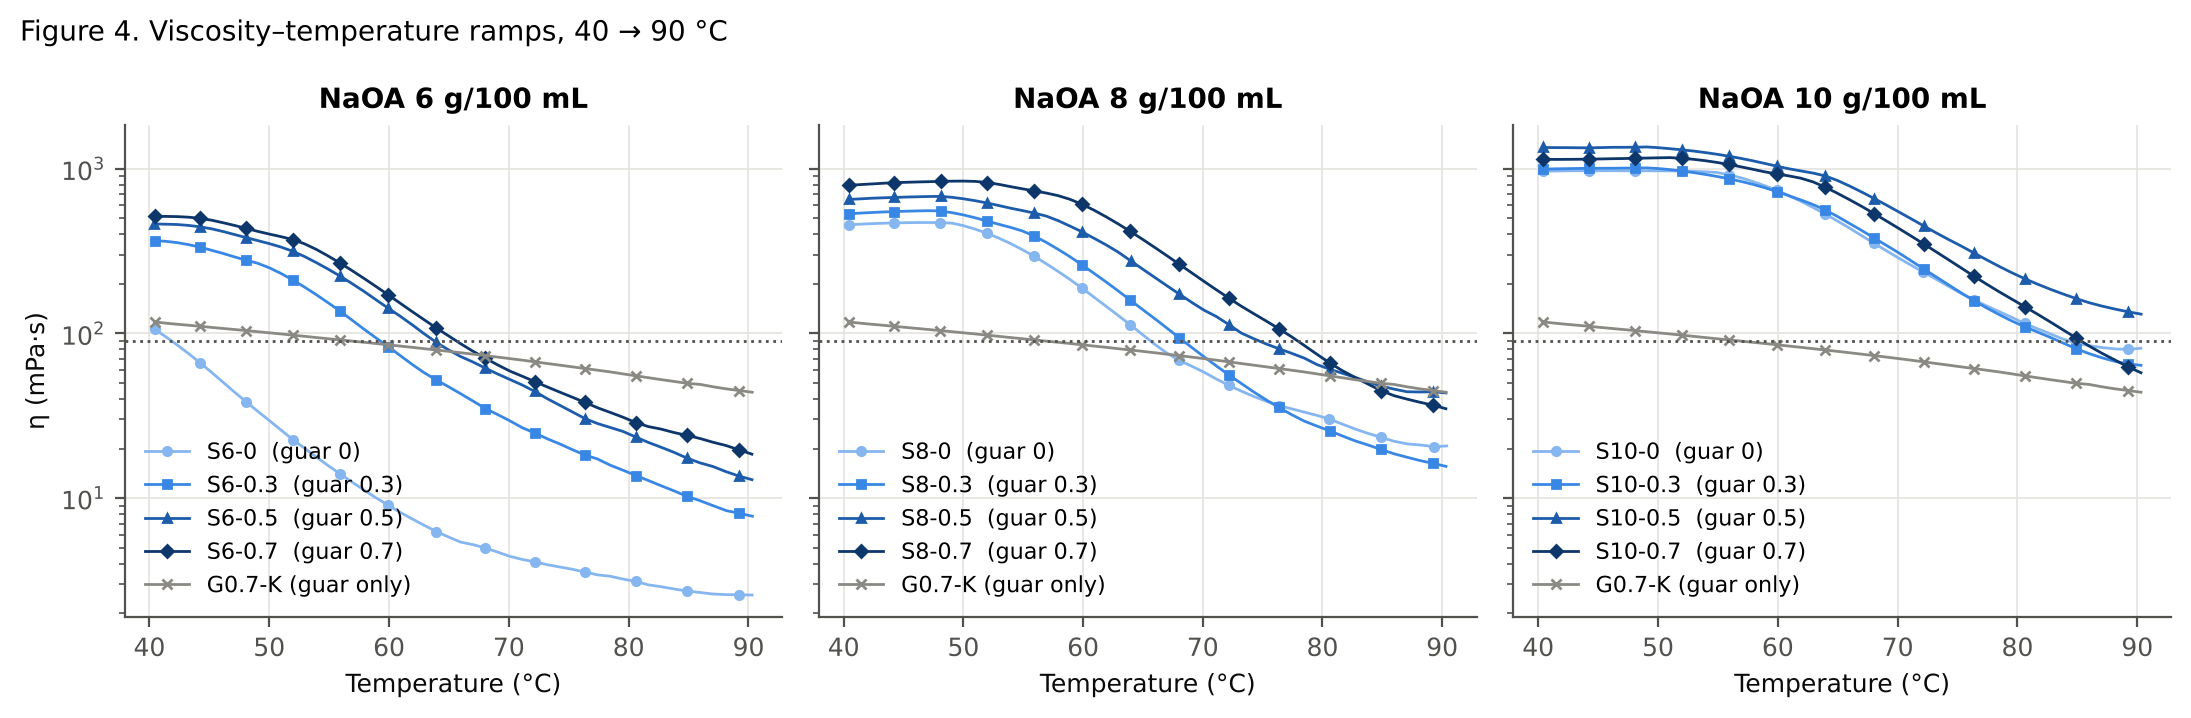 Figure 4. Viscosity–temperature ramps, 40 → 90 °C
NaOA 6 g/100 mL
η (mPa·s)
10³
10²
10¹
S6-0 (guar 0)
S6-0.3 (guar 0.3)
S6-0.5 (guar 0.5)
S6-0.7 (guar 0.7)
G0.7-K (guar only)
40 50 60 70 80 90
Temperature (°C)
NaOA 8 g/100 mL
S8-0 (guar 0)
S8-0.3 (guar 0.3)
S8-0.5 (guar 0.5)
S8-0.7 (guar 0.7)
G0.7-K (guar only)
40 50 60 70 80 90
Temperature (°C)
NaOA 10 g/100 mL
S10-0 (guar 0)
S10-0.3 (guar 0.3)
S10-0.5 (guar 0.5)
S10-0.7 (guar 0.7)
G0.7-K (guar only)
40 50 60 70 80 90
Temperature (°C)